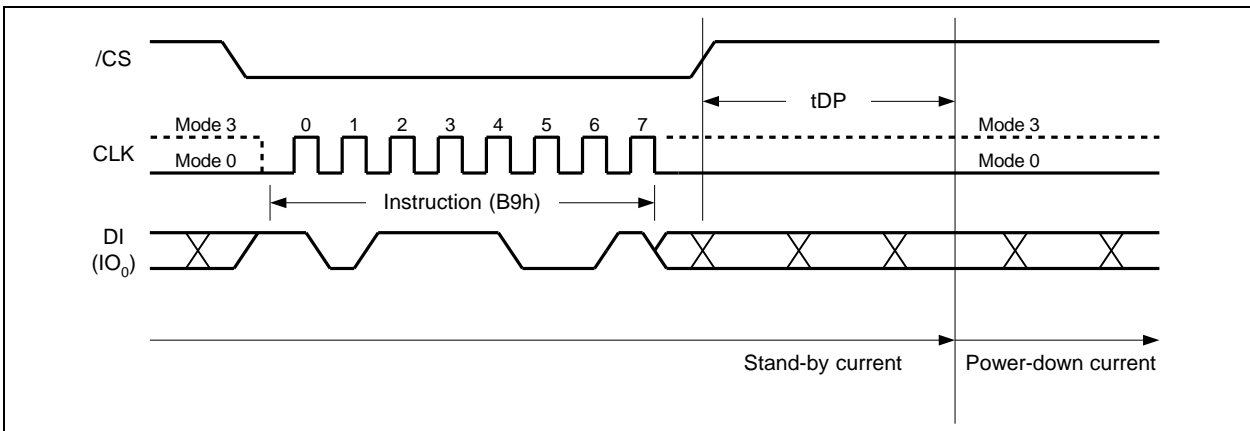 /CS
tDP
Mode 3 0 1 2 3 4 5 6 7 Mode 3
CLK
Mode 0 Mode 0
Instruction (B9h)
DI
(IO0)
Stand-by current Power-down current